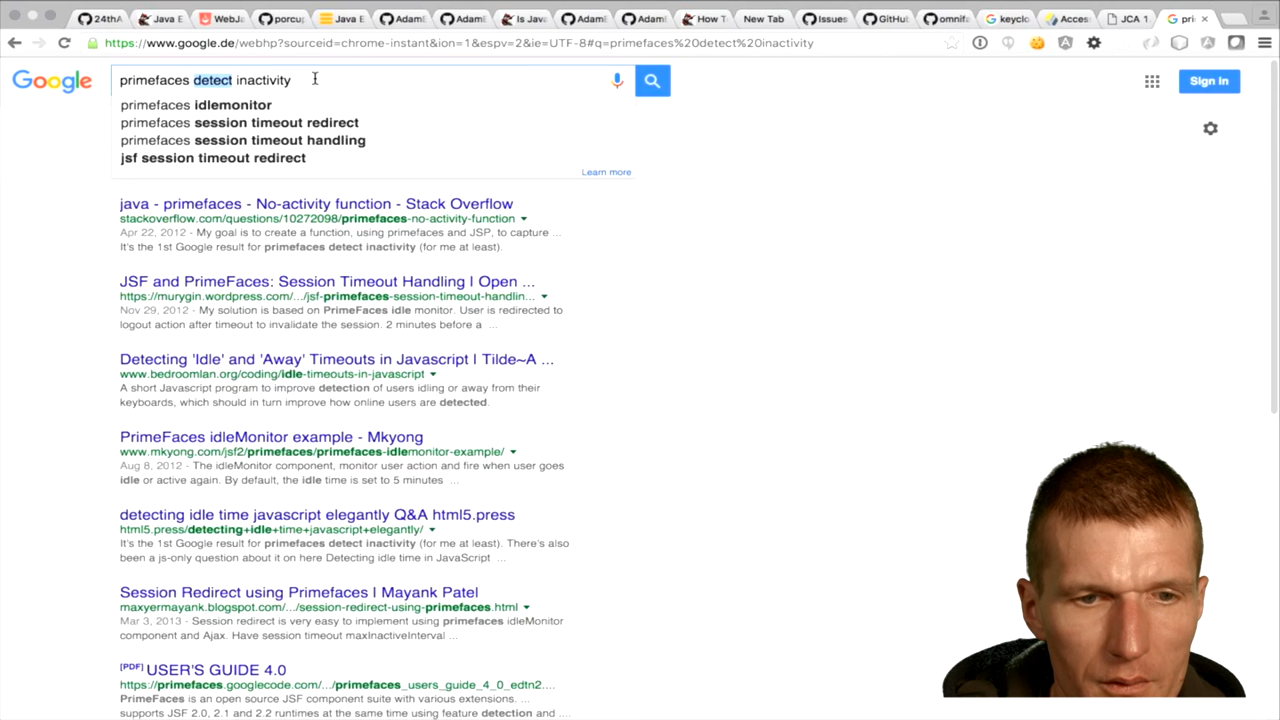 24thA
Java E
WebJa
porcup
Java E
AdamE
AdamE
Is Java
AdamE
AdamE
How T
New Tab
Issues
GitHub
omnifa
keyclo
Acces
JCA 1
pri
https://www.google.de/webhp?sourceid=chrome-instant&ion=1&espv=2&ie=UTF-8#q=primefaces%20detect%20inactivity
Google
primefaces detect inactivity
Sign in
primefaces idlemonitor
primefaces session timeout redirect
primefaces session timeout handling
jsf session timeout redirect
Learn more
java - primefaces - No-activity function - Stack Overflow
stackoverflow.com/questions/10272098/primefaces-no-activity-function
Apr 22, 2012 - My goal is to create a function, using primefaces and JSP, to capture ...
It's the 1st Google result for primefaces detect inactivity (for me at least).
JSF and PrimeFaces: Session Timeout Handling | Open ...
https://murygin.wordpress.com/.../jsf-primefaces-session-timeout-handlin...
Nov 29, 2012 - My solution is based on PrimeFaces idle monitor. User is redirected to
logout action after timeout to invalidate the session. 2 minutes before a ...
Detecting 'Idle' and 'Away' Timeouts in Javascript | Tilde~A ...
www.bedroomlan.org/coding/idle-timeouts-in-javascript
A short Javascript program to improve detection of users idling or away from their
keyboards, which should in turn improve how online users are detected.
PrimeFaces idleMonitor example - Mkyong
www.mkyong.com/jsf2/primefaces/primefaces-idlemonitor-example/
Aug 8, 2012 - The idleMonitor component, monitor user action and fire when user goes
idle or active again. By default, the idle time is set to 5 minutes ...
detecting idle time javascript elegantly Q&A html5.press
html5.press/detecting+idle+time+javascript+elegantly/
It's the 1st Google result for primefaces detect inactivity (for me at least). There's also
been a js-only question about it on here Detecting idle time in JavaScript ...
Session Redirect using Primefaces | Mayank Patel
maxyermayank.blogspot.com/.../session-redirect-using-primefaces.html
Mar 3, 2013 - Session redirect is very easy to implement using primefaces idleMonitor
component and Ajax. Have session timeout maxInactiveInterval ...
[PDF] USER'S GUIDE 4.0
https://primefaces.googlecode.com/.../primefaces_users_guide_4_0_edtn2....
PrimeFaces is an open source JSF component suite with various extensions. ...
supports JSF 2.0, 2.1 and 2.2 runtimes at the same time using feature detection and ...